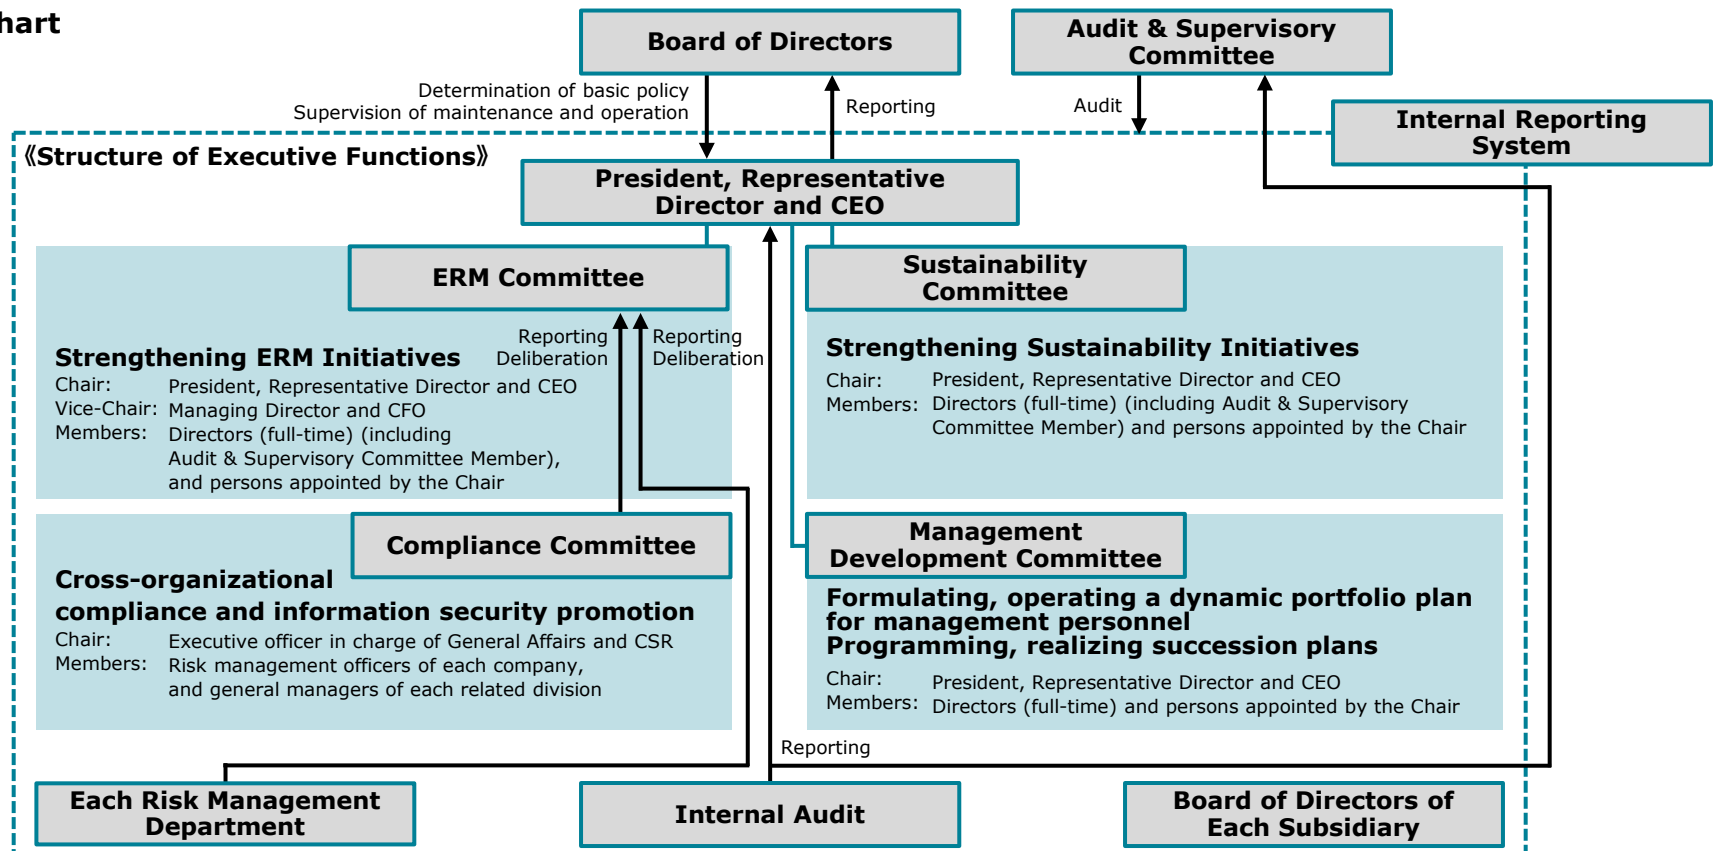 Board of Directors
Audit & Supervisory
Committee
Determination of basic policy
Supervision of maintenance and operation
Reporting
Audit
Internal Reporting
System
《Structure of Executive Functions》
President, Representative
Director and CEO
ERM Committee
Reporting
Deliberation
Reporting
Deliberation
Strengthening ERM Initiatives
Chair: President, Representative Director and CEO
Vice-Chair: Managing Director and CFO
Members: Directors (full-time) (including
Audit & Supervisory Committee Member),
and persons appointed by the Chair
Sustainability
Committee
Strengthening Sustainability Initiatives
Chair: President, Representative Director and CEO
Members: Directors (full-time) (including Audit & Supervisory
Committee Member) and persons appointed by the Chair
Compliance Committee
Cross-organizational
compliance and information security promotion
Chair: Executive officer in charge of General Affairs and CSR
Members: Risk management officers of each company,
and general managers of each related division
Management
Development Committee
Formulating, operating a dynamic portfolio plan
for management personnel
Programming, realizing succession plans
Chair: President, Representative Director and CEO
Members: Directors (full-time) and persons appointed by the Chair
Reporting
Each Risk Management
Department
Internal Audit
Board of Directors of
Each Subsidiary